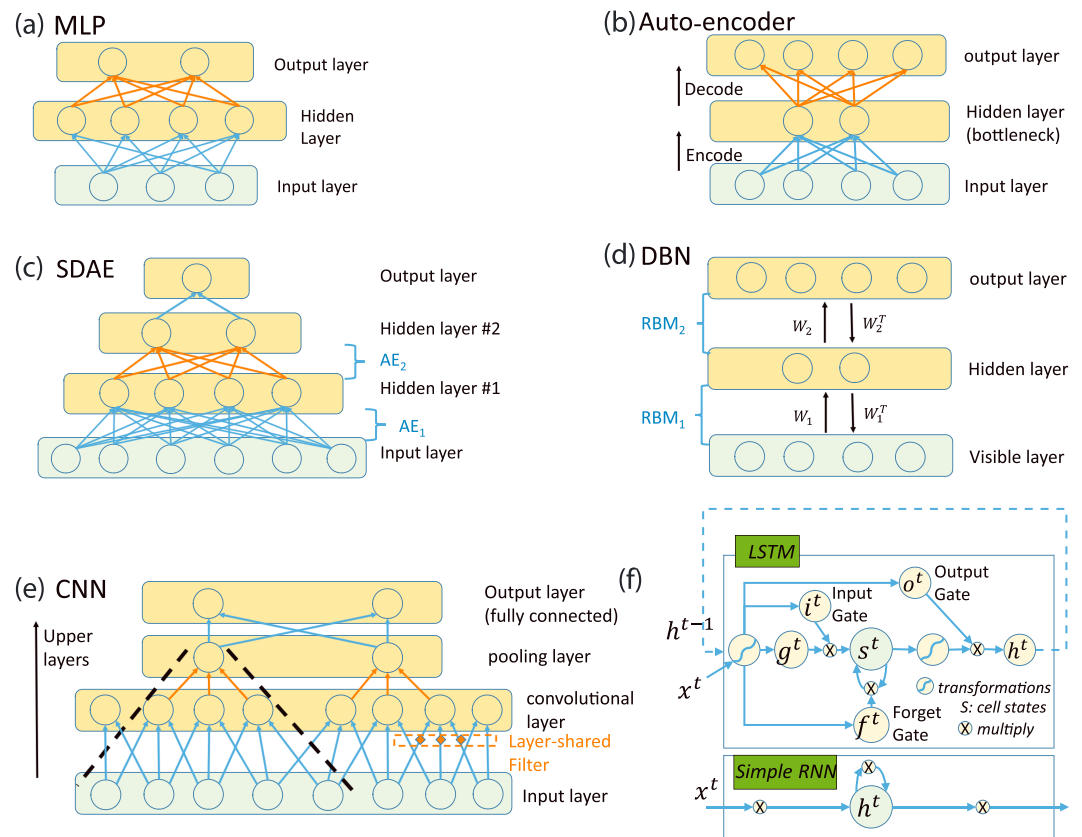 (a) MLP
Output layer
Hidden
Layer
Input layer
(b) Auto-encoder
output layer
Decode
Hidden layer
(bottleneck)
Encode
Input layer
(c) SDAE
Output layer
Hidden layer #2
AE₂
Hidden layer #1
AE₁
Input layer
(d) DBN
output layer
RBM₂
W₂ W₂ᵀ
Hidden layer
RBM₁
W₁ W₁ᵀ
Visible layer
(e) CNN
Output layer
(fully connected)
Upper
layers
pooling layer
convolutional
layer
Layer-shared
Filter
Input layer
(f)
LSTM
oᵗ Output
Gate
iᵗ Input
Gate
hᵗ⁻¹
gᵗ x sᵗ x hᵗ
xᵗ
x
transformations
S: cell states
x multiply
fᵗ Forget
Gate
Simple RNN
xᵗ
x
x hᵗ x